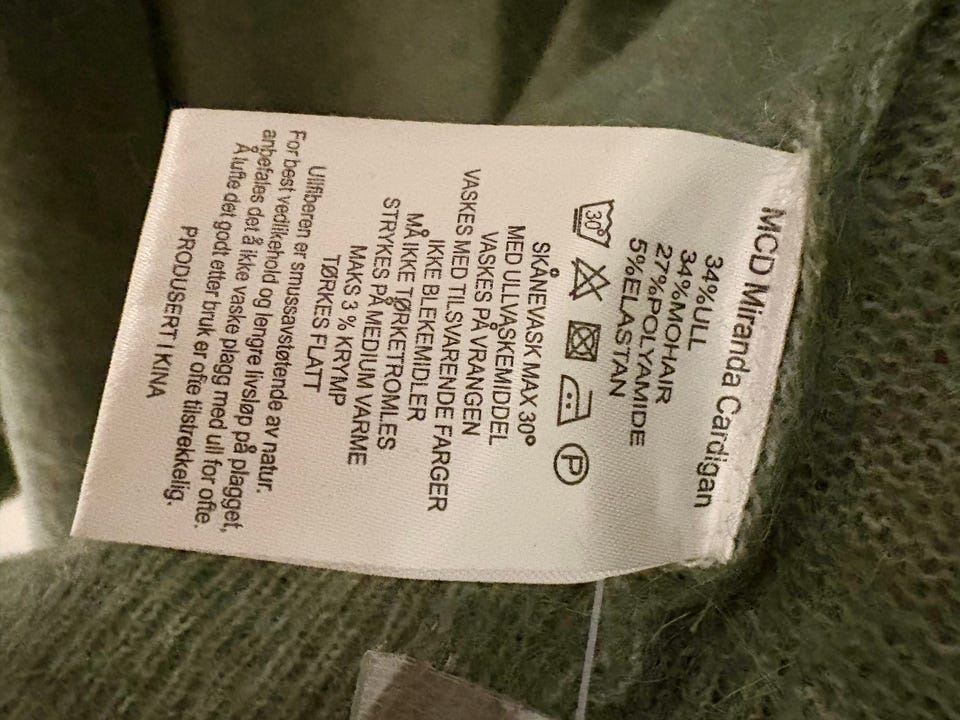 MCD Miranda Cardigan
34%ULL
34%MOHAIR
27%POLYAMIDE
5%ELASTAN
30° P
SKÅNEVASK MAX 30°
MED ULLVASKEMIDDEL
VASKES PÅ VRANGEN
VASKES MED TILSVARENDE FARGER
IKKE BLEKEMIDLER
MÅ IKKE TØRKETROMLES
STRYKES PÅ MEDIUM VARME
MAKS 3 % KRYMP
TØRKES FLATT
Ullfiberen er smussavstøtende av natur.
For best vedlikehold og lengre livsløp på plagget,
anbefales det å ikke vaske plagg med ull for ofte.
Å lufte det godt etter bruk er ofte tilstrekkelig.
PRODUSERT I KINA